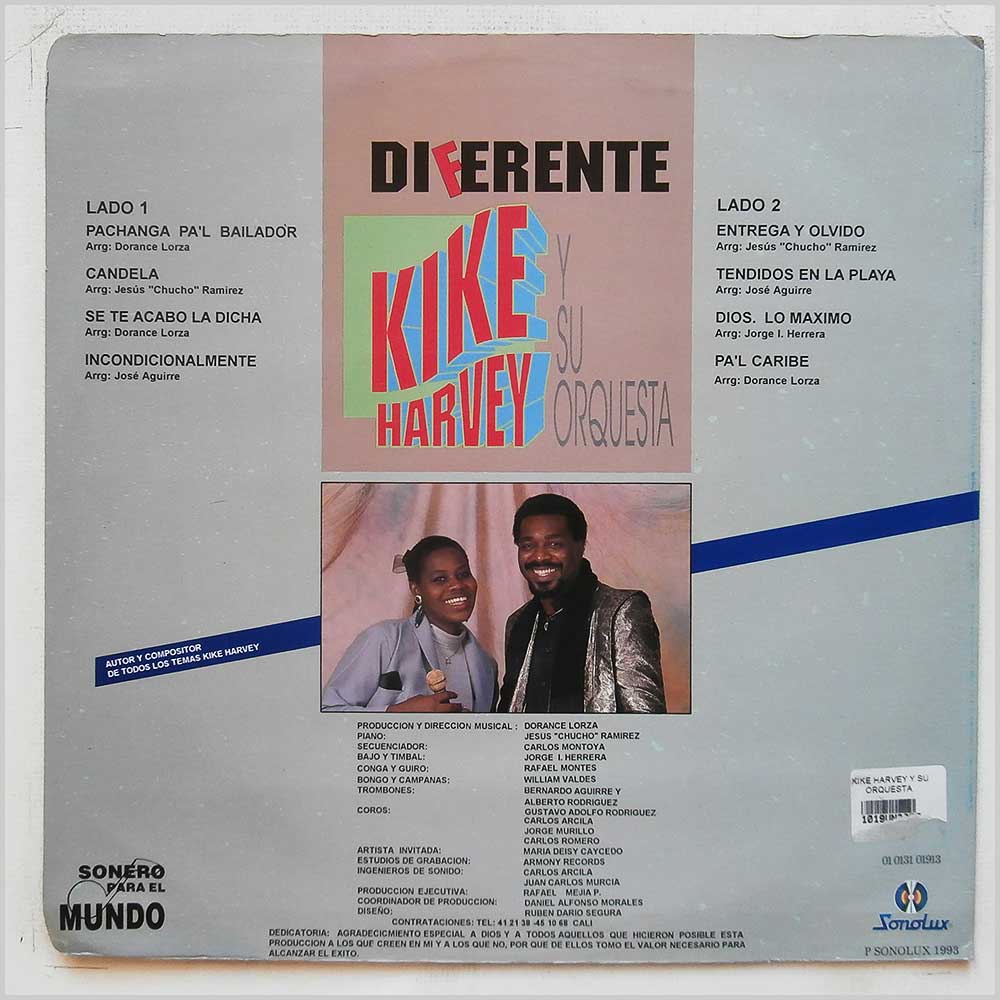 DIFERENTE
KIKE
HARVEY
Y
SU
ORQUESTA
LADO 1
PACHANGA PA'L BAILADOR
Arrg: Dorance Lorza
CANDELA
Arrg: Jesús "Chucho" Ramirez
SE TE ACABO LA DICHA
Arrg: Dorance Lorza
INCONDICIONALMENTE
Arrg: José Aguirre
LADO 2
ENTREGA Y OLVIDO
Arrg: Jesús "Chucho" Ramirez
TENDIDOS EN LA PLAYA
Arrg: José Aguirre
DIOS. LO MAXIMO
Arrg: Jorge I. Herrera
PA'L CARIBE
Arrg: Dorance Lorza
AUTOR Y COMPOSITOR
DE TODOS LOS TEMAS KIKE HARVEY
PRODUCCION Y DIRECCION MUSICAL : DORANCE LORZA
PIANO: JESUS "CHUCHO" RAMIREZ
SECUENCIADOR: CARLOS MONTOYA
BAJO Y TIMBAL: JORGE I. HERRERA
CONGA Y GUIRO: RAFAEL MONTES
BONGO Y CAMPANAS: WILLIAM VALDES
TROMBONES: BERNARDO AGUIRRE Y
ALBERTO RODRIGUEZ
COROS: GUSTAVO ADOLFO RODRIGUEZ
CARLOS ARCILA
JORGE MURILLO
CARLOS ROMERO
ARTISTA INVITADA: MARIA DEISY CAYCEDO
ESTUDIOS DE GRABACION: ARMONY RECORDS
INGENIEROS DE SONIDO: CARLOS ARCILA
JUAN CARLOS MURCIA
PRODUCCION EJECUTIVA: RAFAEL MEJIA P.
COORDINADOR DE PRODUCCION: DANIEL ALFONSO MORALES
DISEÑO: RUBEN DARIO SEGURA
CONTRATACIONES: TEL: 41 21 38 -45 10 68 CALI
DEDICATORIA: AGRADECICMIENTO ESPECIAL A DIOS Y A TODOS AQUELLOS QUE HICIERON POSIBLE ESTA
PRODUCCION A LOS QUE CREEN EN MI Y A LOS QUE NO, POR QUE DE ELLOS TOMO EL VALOR NECESARIO PARA
ALCANZAR EL EXITO.
SONERO
PARA EL
MUNDO
KIKE HARVEY Y SU
ORQUESTA
01 0131 01913
SonoLux
P SONOLUX 1993